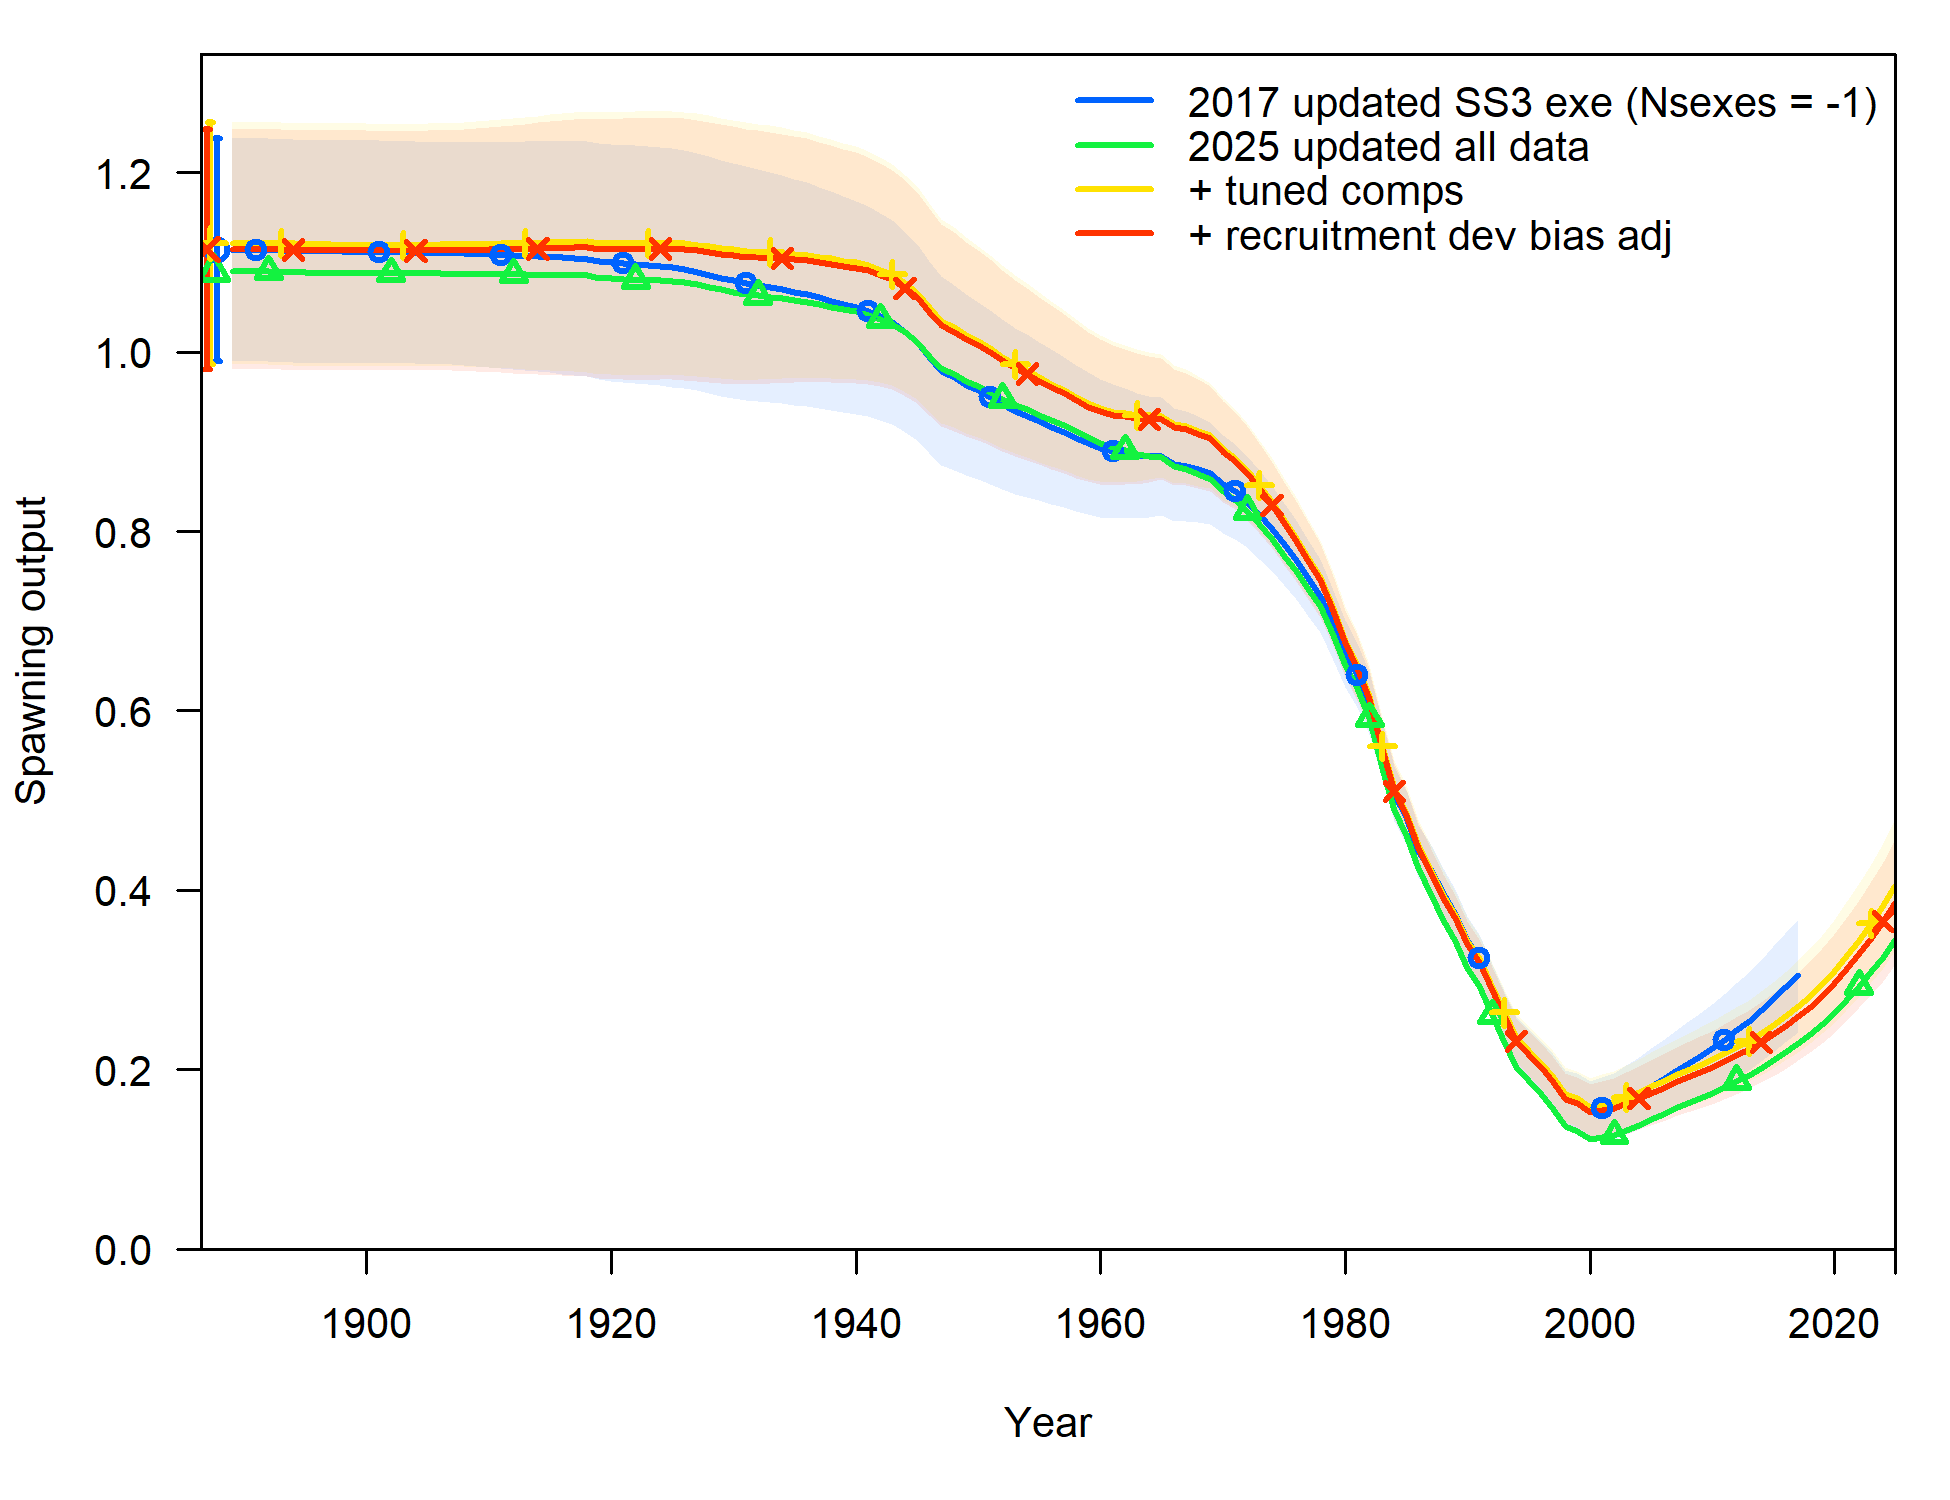 2017 updated SS3 exe (Nsexes = -1)
2025 updated all data
+ tuned comps
+ recruitment dev bias adj
Spawning output
1.2
1.0
0.8
0.6
0.4
0.2
0.0
1900 1920 1940 1960 1980 2000 2020
Year